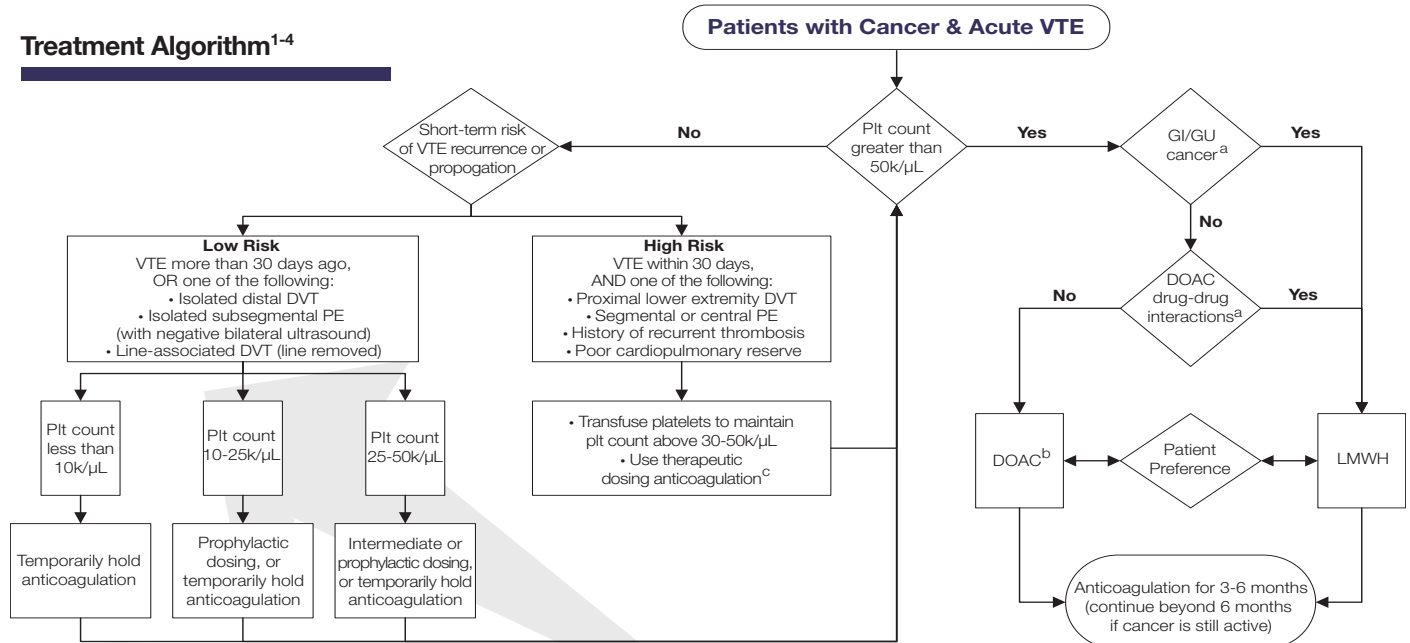 Treatment Algorithm1-4
Patients with Cancer & Acute VTE
Short-term risk
of VTE recurrence or
propogation
No
Plt count
greater than
50k/µL
Yes
GI/GU
cancera
Yes
No
DOAC
drug-drug
interactionsa
No
Yes
Low Risk
VTE more than 30 days ago,
OR one of the following:
• Isolated distal DVT
• Isolated subsegmental PE
(with negative bilateral ultrasound)
• Line-associated DVT (line removed)
High Risk
VTE within 30 days,
AND one of the following:
• Proximal lower extremity DVT
• Segmental or central PE
• History of recurrent thrombosis
• Poor cardiopulmonary reserve
Plt count
less than
10k/µL
Plt count
10-25k/µL
Plt count
25-50k/µL
• Transfuse platelets to maintain
plt count above 30-50k/µL
• Use therapeutic
dosing anticoagulationc
DOACb
Patient
Preference
LMWH
Temporarily hold
anticoagulation
Prophylactic
dosing, or
temporarily hold
anticoagulation
Intermediate or
prophylactic dosing,
or temporarily hold
anticoagulation
Anticoagulation for 3-6 months
(continue beyond 6 months
if cancer is still active)